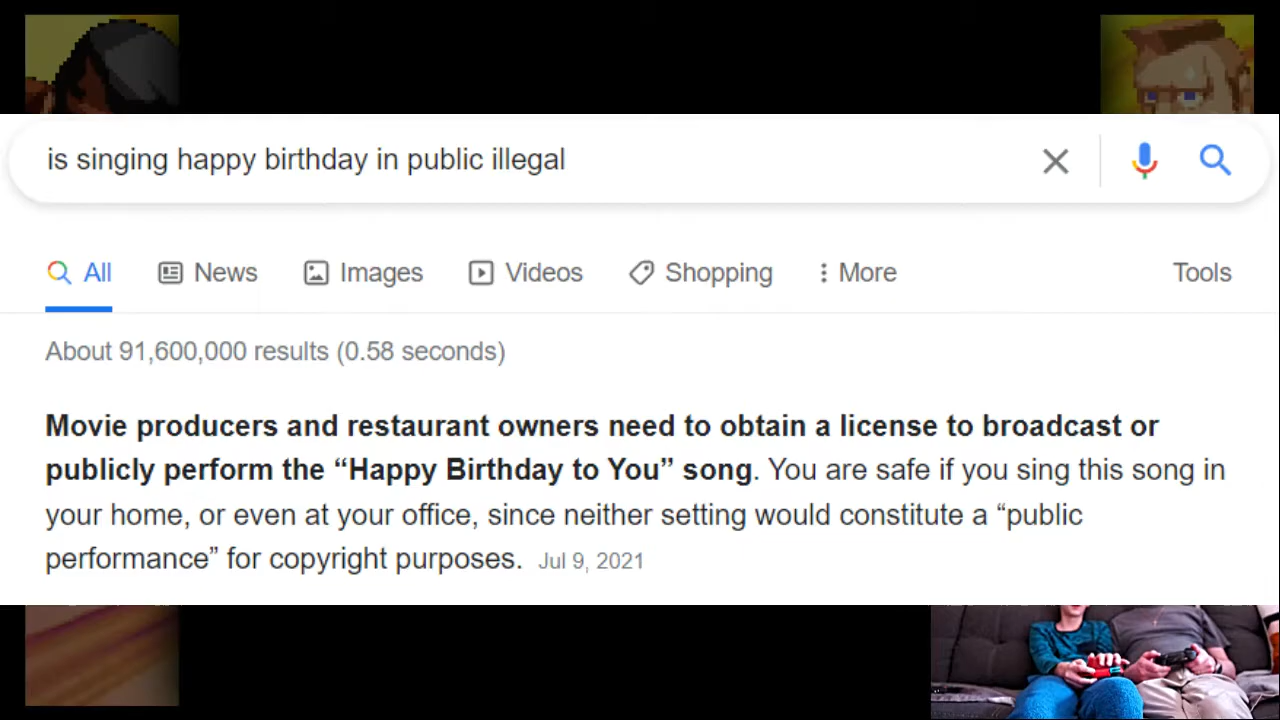 is singing happy birthday in public illegal
All News Images Videos Shopping More Tools
About 91,600,000 results (0.58 seconds)
Movie producers and restaurant owners need to obtain a license to broadcast or
publicly perform the “Happy Birthday to You” song. You are safe if you sing this song in
your home, or even at your office, since neither setting would constitute a “public
performance” for copyright purposes. Jul 9, 2021